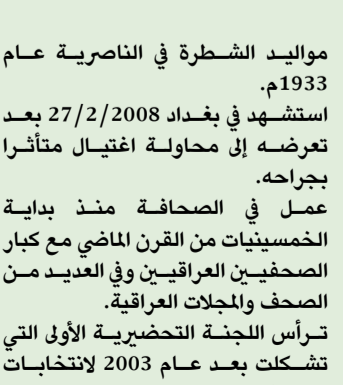 مواليد الشطرة في الناصرية عام
1933م.
استشهد في بغداد 27/2/2008 بعد
تعرضه إلى محاولة اغتيال متأثرا
بجراحه.
عمل في الصحافة منذ بداية
الخمسينيات من القرن الماضي مع كبار
الصحفيين العراقيين وفي العديد من
الصحف والمجلات العراقية.
ترأس اللجنة التحضيرية الأولى التي
تشكلت بعد عام 2003 لانتخابات